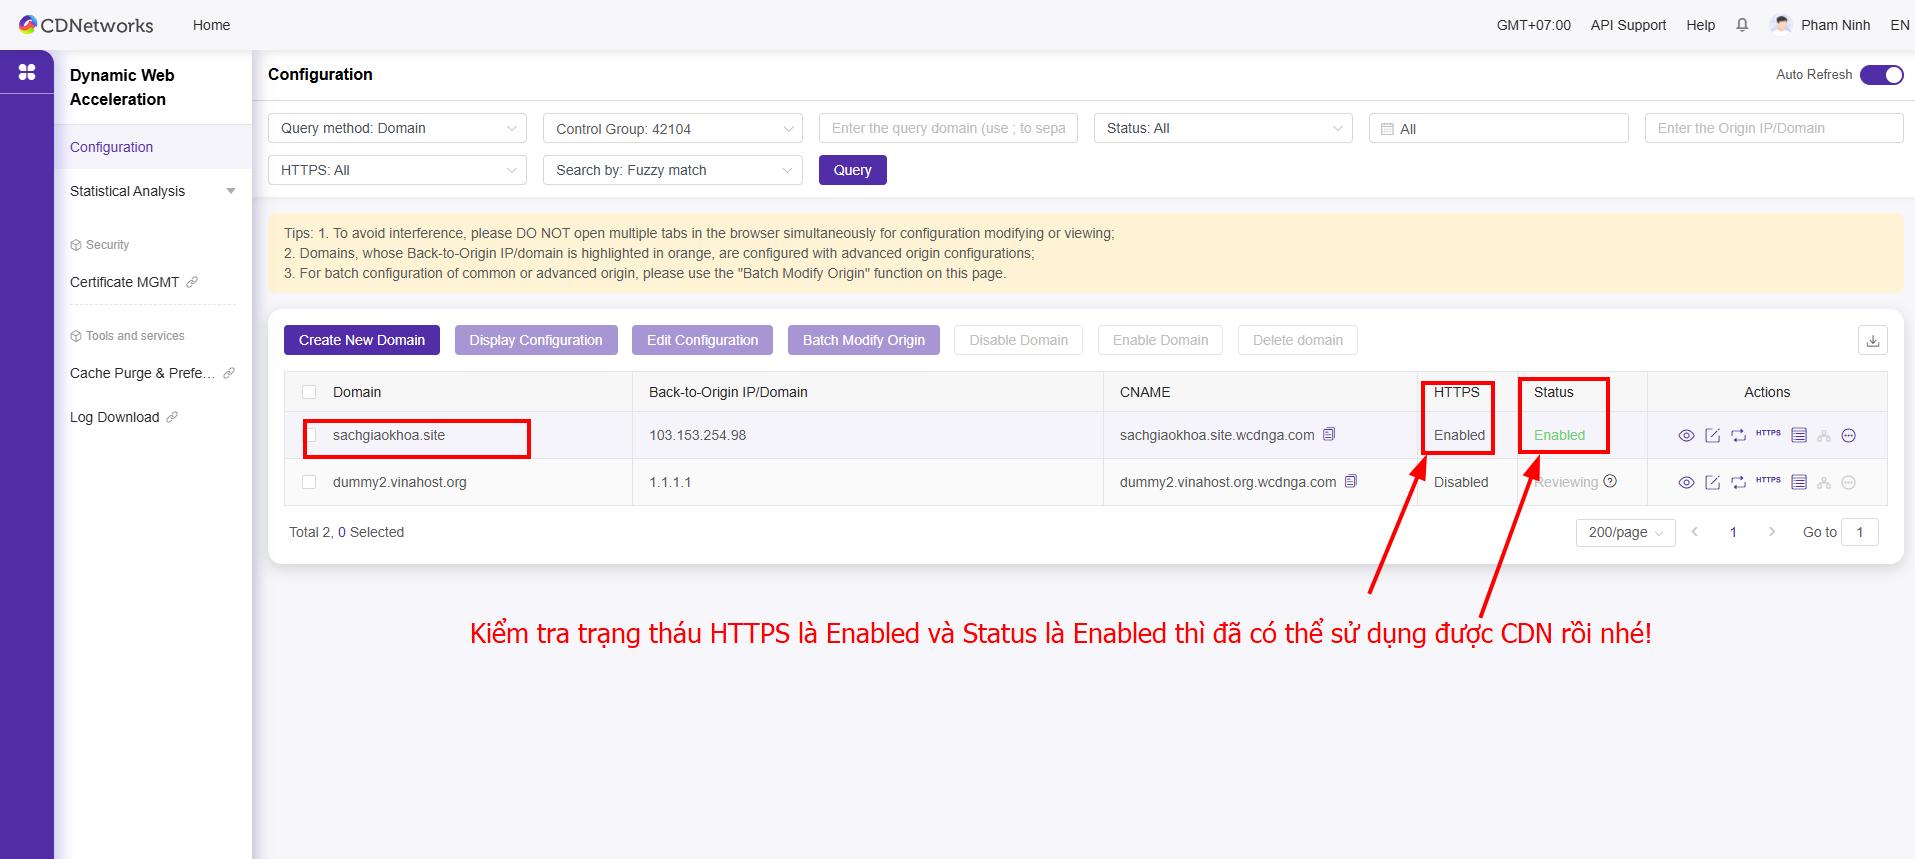 CDNetworks
Home
GMT+07:00
API Support
Help
Pham Ninh
EN
Dynamic Web
Acceleration
Configuration
Statistical Analysis
Security
Certificate MGMT
Tools and services
Cache Purge & Prefe...
Log Download
Configuration
Auto Refresh
Query method: Domain
Control Group: 42104
Enter the query domain (use ; to sepa
Status: All
All
Enter the Origin IP/Domain
HTTPS: All
Search by: Fuzzy match
Query
Tips: 1. To avoid interference, please DO NOT open multiple tabs in the browser simultaneously for configuration modifying or viewing;
2. Domains, whose Back-to-Origin IP/domain is highlighted in orange, are configured with advanced origin configurations;
3. For batch configuration of common or advanced origin, please use the "Batch Modify Origin" function on this page.
Create New Domain
Display Configuration
Edit Configuration
Batch Modify Origin
Disable Domain
Enable Domain
Delete domain
Domain
Back-to-Origin IP/Domain
CNAME
HTTPS
Status
Actions
sachgiaokhoa.site
103.153.254.98
sachgiaokhoa.site.wcdnga.com
Enabled
Enabled
HTTPS
dummy2.vinahost.org
1.1.1.1
dummy2.vinahost.org.wcdnga.com
Disabled
Reviewing
HTTPS
Total 2, 0 Selected
200/page
1
Go to
1
Kiểm tra trạng tháu HTTPS là Enabled và Status là Enabled thì đã có thể sử dụng được CDN rồi nhé!